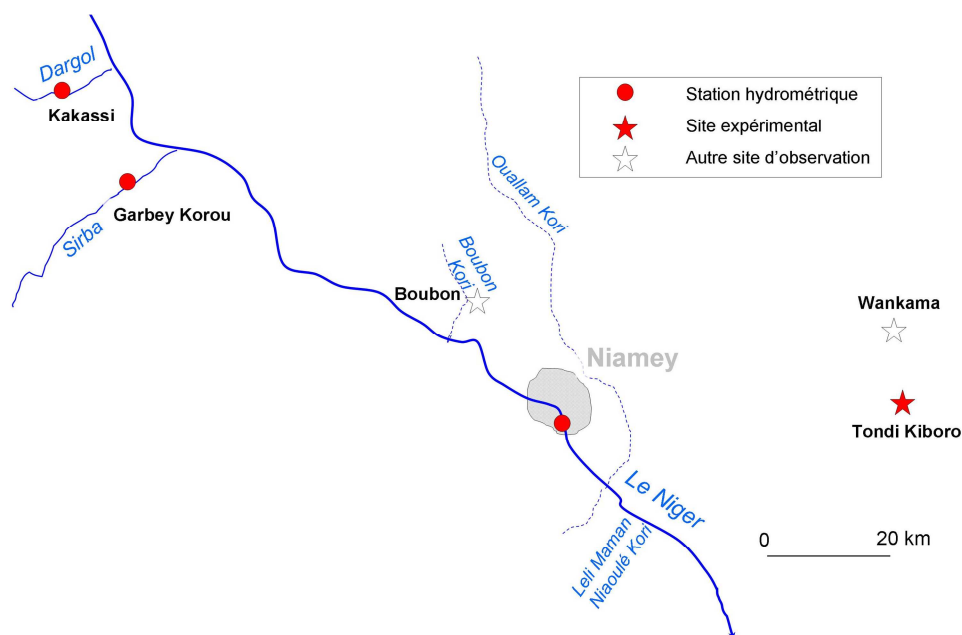 Dargol
Kakassi
Garbey Korou
Sirba
Station hydrométrique
Site expérimental
Autre site d'observation
Ouallam Kori
Boubon
Kori
Boubon
Niamey
Wankama
Tondi Kiboro
Le Niger
Leli Maman
Niaoulé Kori
0 20 km